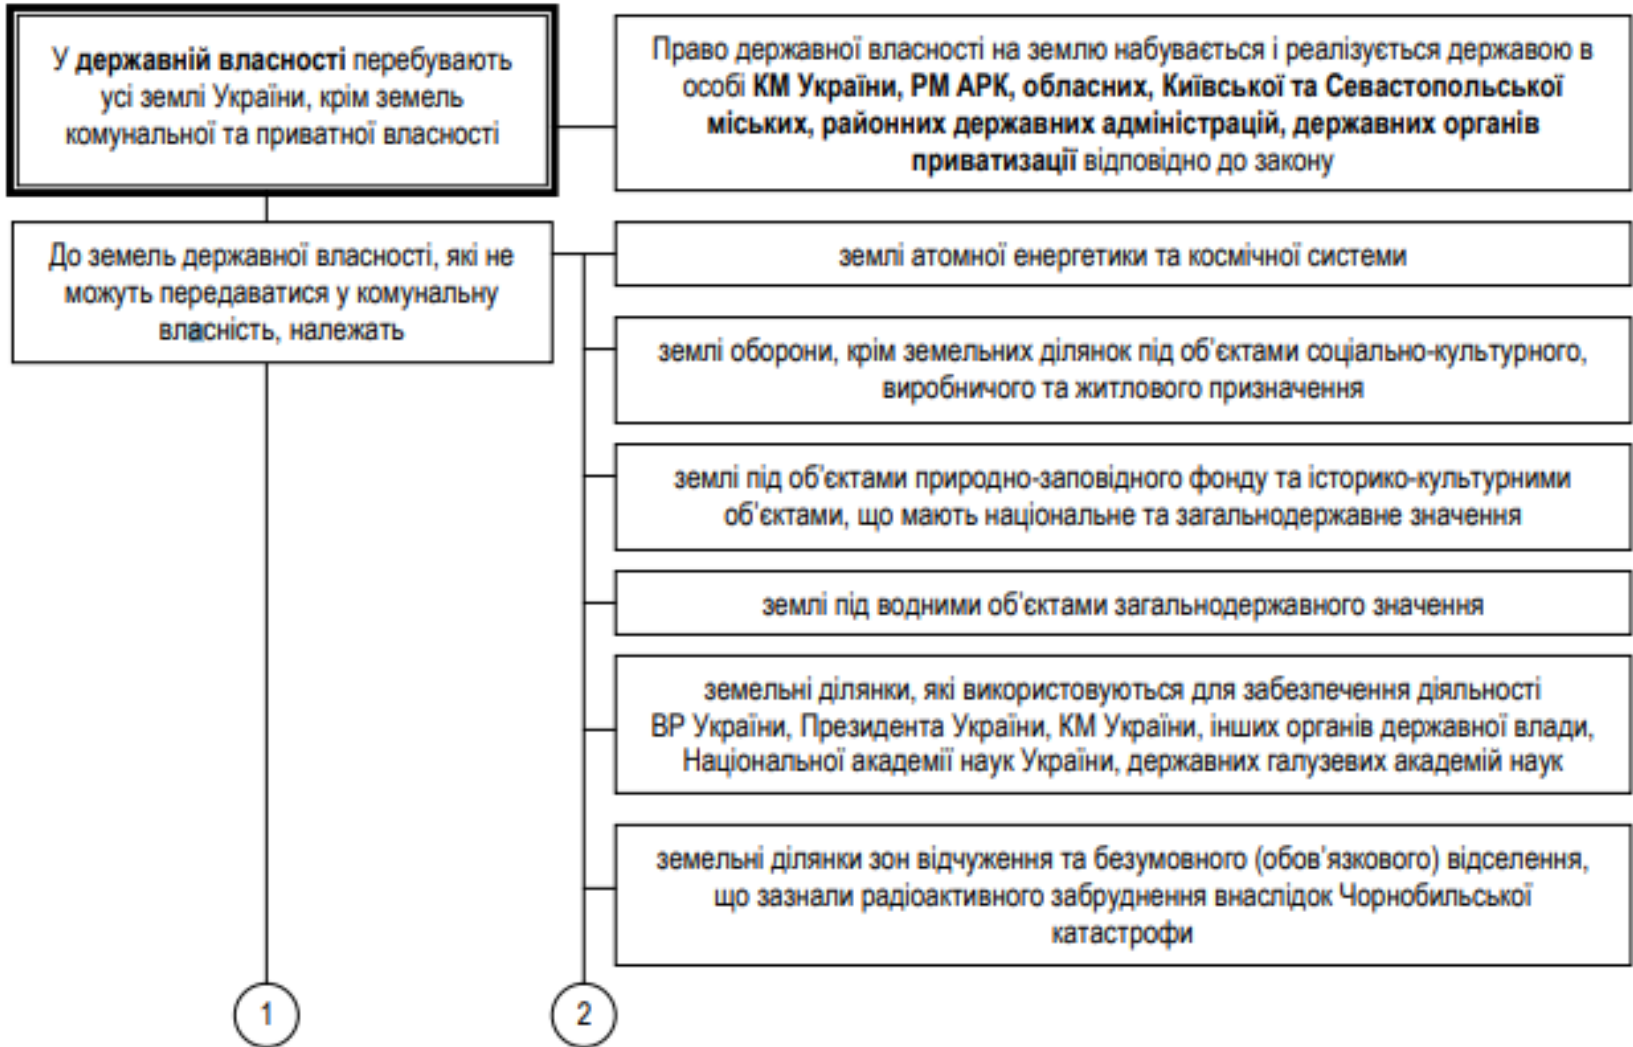 У державній власності перебувають
усі землі України, крім земель
комунальної та приватної власності
Право державної власності на землю набувається і реалізується державою в
особі КМ України, РМ АРК, обласних, Київської та Севастопольської
міських, районних державних адміністрацій, державних органів
приватизації відповідно до закону
До земель державної власності, які не
можуть передаватися у комунальну
власність, належать
землі атомної енергетики та космічної системи
землі оборони, крім земельних ділянок під об’єктами соціально-культурного,
виробничого та житлового призначення
землі під об’єктами природно-заповідного фонду та історико-культурними
об’єктами, що мають національне та загальнодержавне значення
землі під водними об’єктами загальнодержавного значення
земельні ділянки, які використовуються для забезпечення діяльності
ВР України, Президента України, КМ України, інших органів державної влади,
Національної академії наук України, державних галузевих академій наук
земельні ділянки зон відчуження та безумовного (обов’язкового) відселення,
що зазнали радіоактивного забруднення внаслідок Чорнобильської
катастрофи
1
2